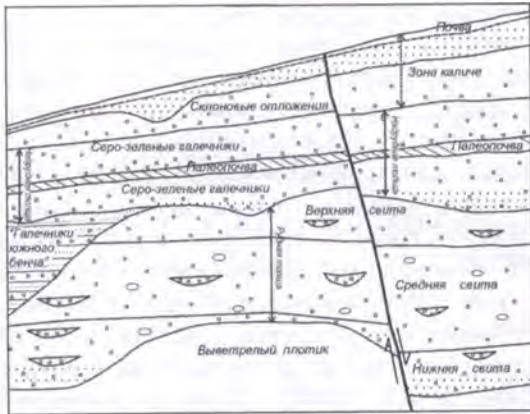 Почва
Зона каличе
Склоновые отложения
Серо-зеленые галечники
Палеопочва
Палеопочва
Серо-зеленые галечники
Верхняя свита
"Галечники
южного
бенча"
Средняя свита
Выветрелый плотик
Нижняя свита